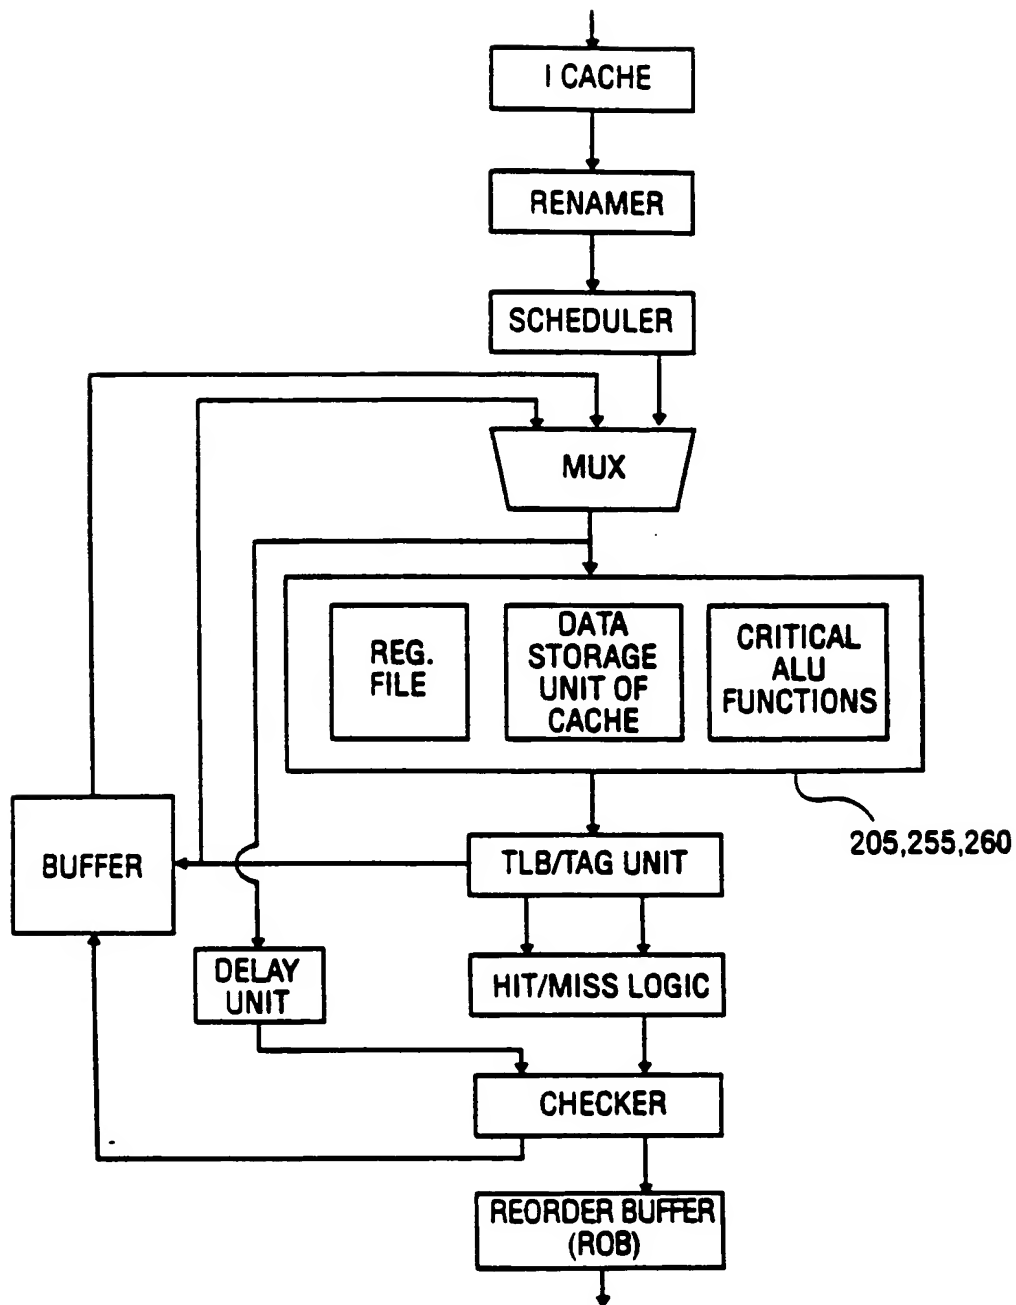 I CACHE
RENAMER
SCHEDULER
MUX
REG.
FILE
DATA
STORAGE
UNIT OF
CACHE
CRITICAL
ALU
FUNCTIONS
205,255,260
BUFFER
TLB/TAG UNIT
DELAY
UNIT
HIT/MISS LOGIC
CHECKER
REORDER BUFFER
(ROB)